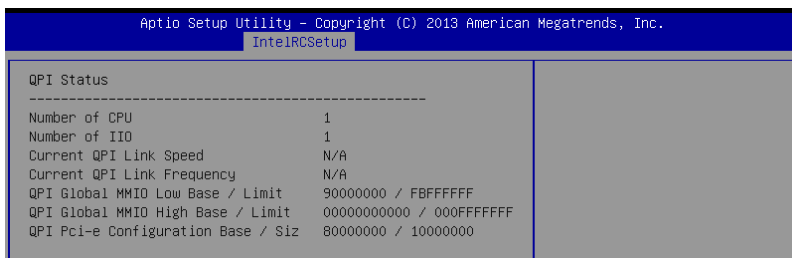 Aptio Setup Utility – Copyright (C) 2013 American Megatrends, Inc.
IntelRCSetup
QPI Status
--------------------------------------------------
Number of CPU 1
Number of IIO 1
Current QPI Link Speed N/A
Current QPI Link Frequency N/A
QPI Global MMIO Low Base / Limit 90000000 / FBFFFFFF
QPI Global MMIO High Base / Limit 00000000000 / 000FFFFFFF
QPI Pci-e Configuration Base / Siz 80000000 / 10000000